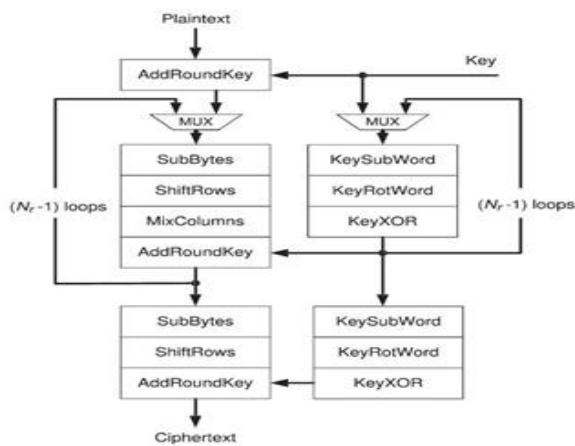 Plaintext
AddRoundKey
Key
MUX
MUX
SubBytes
ShiftRows
MixColumns
AddRoundKey
KeySubWord
KeyRotWord
KeyXOR
(Nr -1) loops
(Nr -1) loops
SubBytes
ShiftRows
AddRoundKey
KeySubWord
KeyRotWord
KeyXOR
Ciphertext